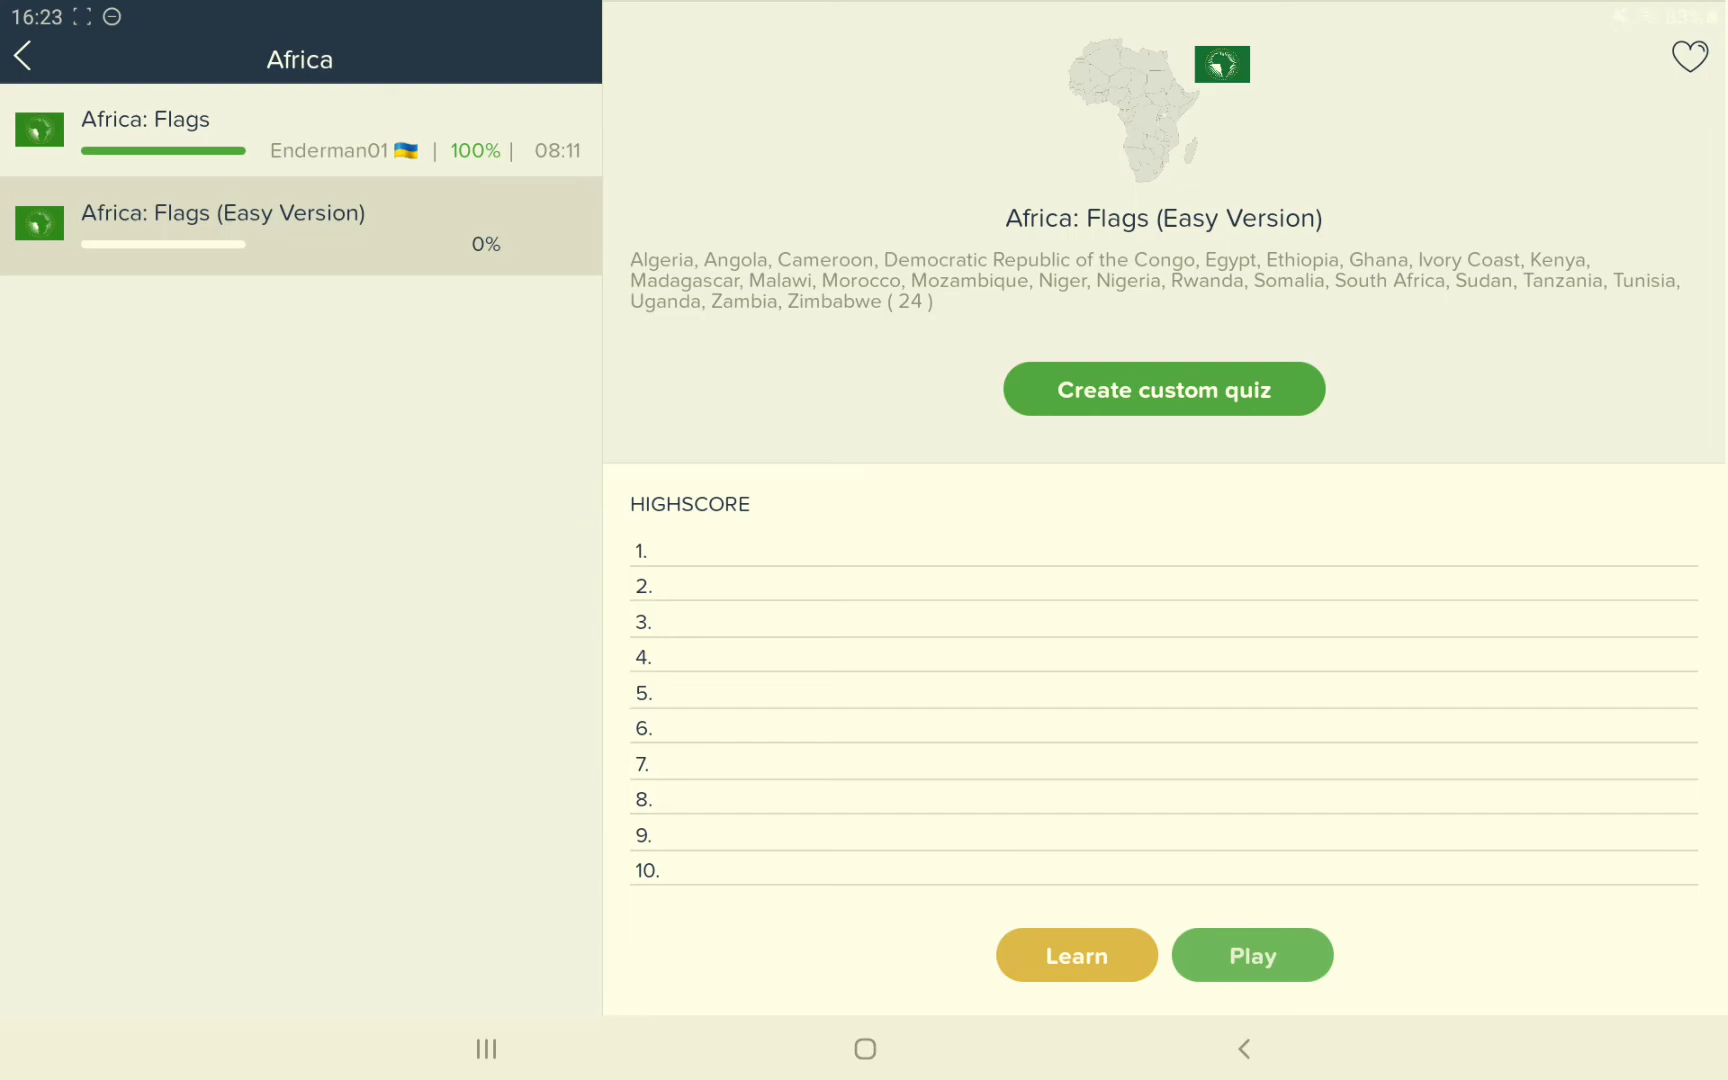 16:23
Africa
Africa: Flags
Enderman01 🇺🇦 | 100% | 08:11
Africa: Flags (Easy Version)
0%
Africa: Flags (Easy Version)
Algeria, Angola, Cameroon, Democratic Republic of the Congo, Egypt, Ethiopia, Ghana, Ivory Coast, Kenya,
Madagascar, Malawi, Morocco, Mozambique, Niger, Nigeria, Rwanda, Somalia, South Africa, Sudan, Tanzania, Tunisia,
Uganda, Zambia, Zimbabwe ( 24 )
Create custom quiz
HIGHSCORE
1.
2.
3.
4.
5.
6.
7.
8.
9.
10.
Learn
Play